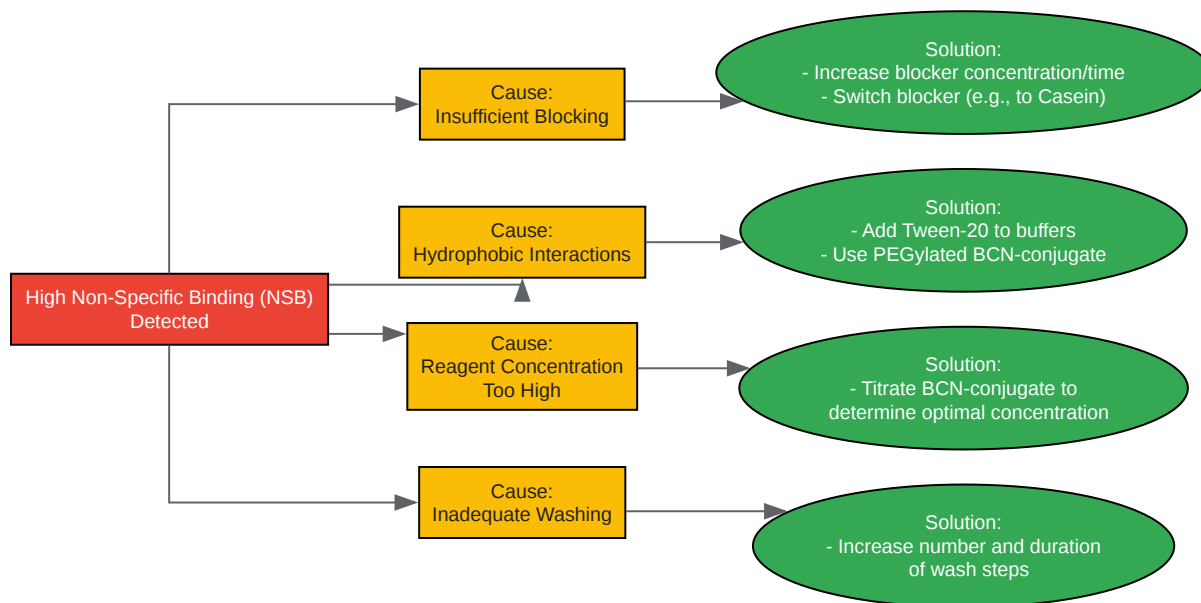 High Non-Specific Binding (NSB)
Detected
Cause:
Insufficient Blocking
Solution:
- Increase blocker concentration/time
- Switch blocker (e.g., to Casein)
Cause:
Hydrophobic Interactions
Solution:
- Add Tween-20 to buffers
- Use PEGylated BCN-conjugate
Cause:
Reagent Concentration
Too High
Solution:
- Titrate BCN-conjugate to
determine optimal concentration
Cause:
Inadequate Washing
Solution:
- Increase number and duration
of wash steps